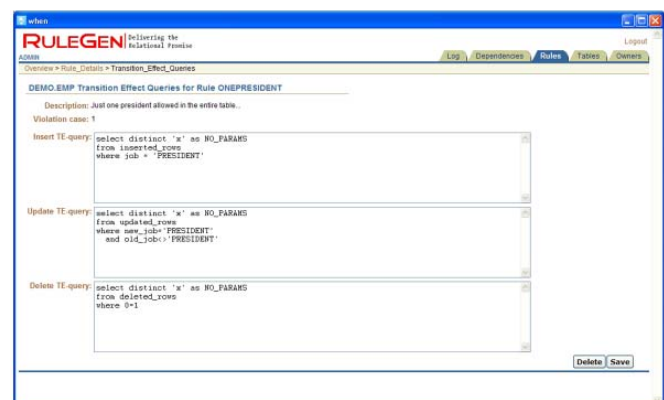 when
RULEGEN Delivering the
Relational Promise
Logout
ADMIN
Log Dependencies Rules Tables Owners
Overview > Rule_Details > Transition_Effect_Queries
DEMO.EMP Transition Effect Queries for Rule ONEPRESIDENT
Description: Just one president allowed in the entire table..
Violation case: 1
Insert TE-query: select distinct 'x' as NO_PARAMS
from inserted_rows
where job = 'PRESIDENT'
Update TE-query: select distinct 'x' as NO_PARAMS
from updated_rows
where new_job='PRESIDENT'
and old_job<>'PRESIDENT'
Delete TE-query: select distinct 'x' as NO_PARAMS
from deleted_rows
where 0=1
Delete Save